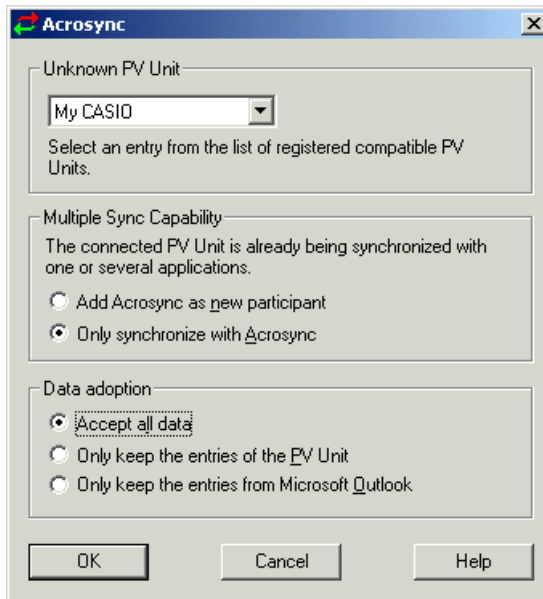 Acrosync
Unknown PV Unit
My CASIO
Select an entry from the list of registered compatible PV
Units.
Multiple Sync Capability
The connected PV Unit is already being synchronized with
one or several applications.
Add Acrosync as new participant
Only synchronize with Acrosync
Data adoption
Accept all data
Only keep the entries of the PV Unit
Only keep the entries from Microsoft Outlook
OK Cancel Help